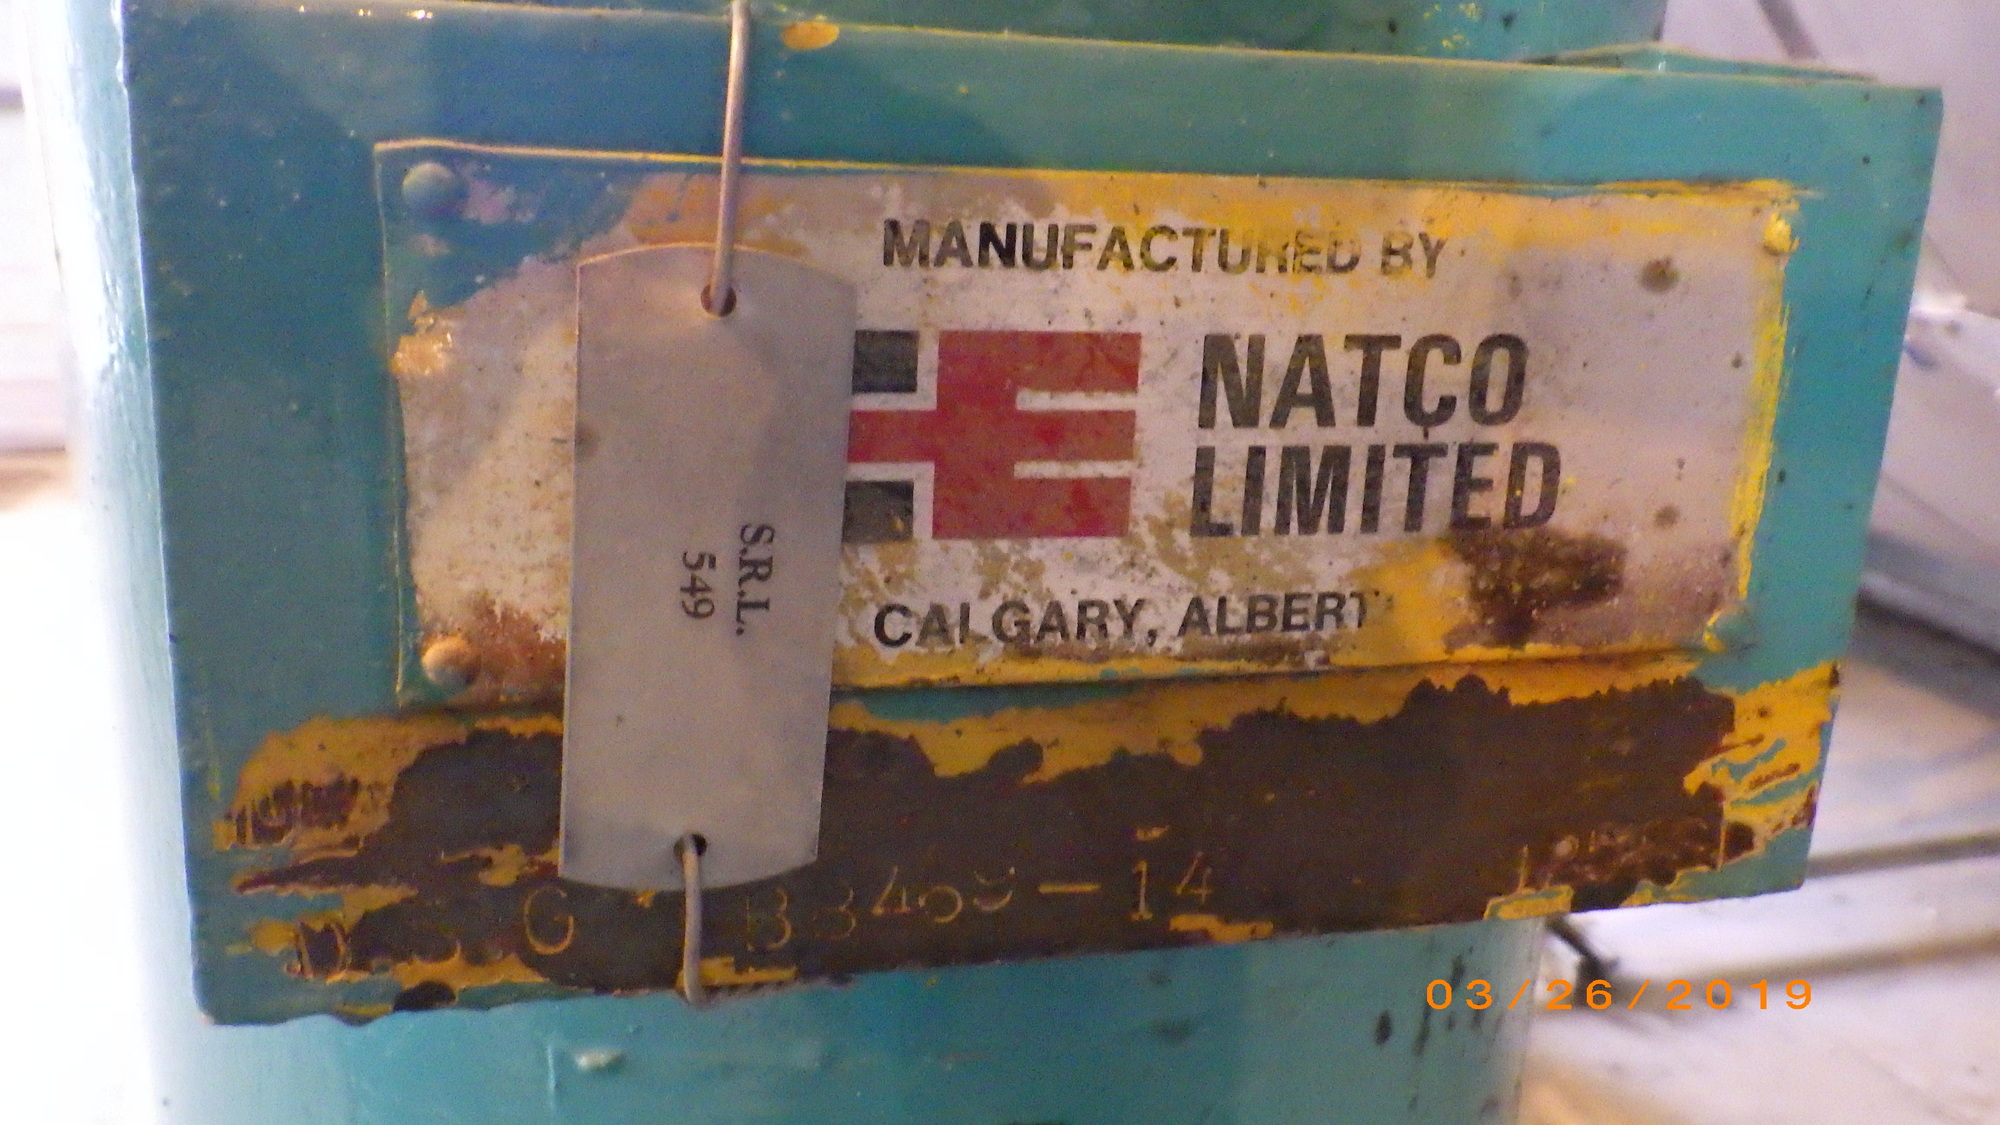 MANUFACTURED BY
NATCO
LIMITED
CALGARY, ALBERT
S.R.L.
549
03/26/2019